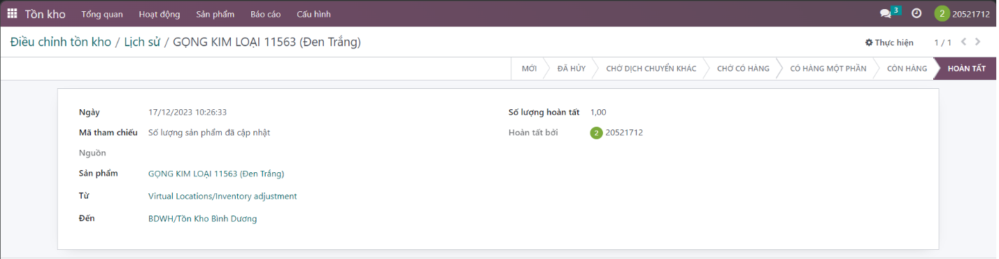 Tồn kho Tổng quan Hoạt động Sản phẩm Báo cáo Cấu hình 3 2 20521712
Điều chỉnh tồn kho / Lịch sử / GỌNG KIM LOẠI 11563 (Đen Trắng) Thực hiện 1 / 1
MỚI ĐÃ HỦY CHỜ DỊCH CHUYỂN KHÁC CHỜ CÓ HÀNG CÓ HÀNG MỘT PHẦN CÒN HÀNG HOÀN TẤT
Ngày 17/12/2023 10:26:33 Số lượng hoàn tất 1,00
Mã tham chiếu Số lượng sản phẩm đã cập nhật Hoàn tất bởi 2 20521712
Nguồn
Sản phẩm GỌNG KIM LOẠI 11563 (Đen Trắng)
Từ Virtual Locations/Inventory adjustment
Đến BDWH/Tồn Kho Bình Dương